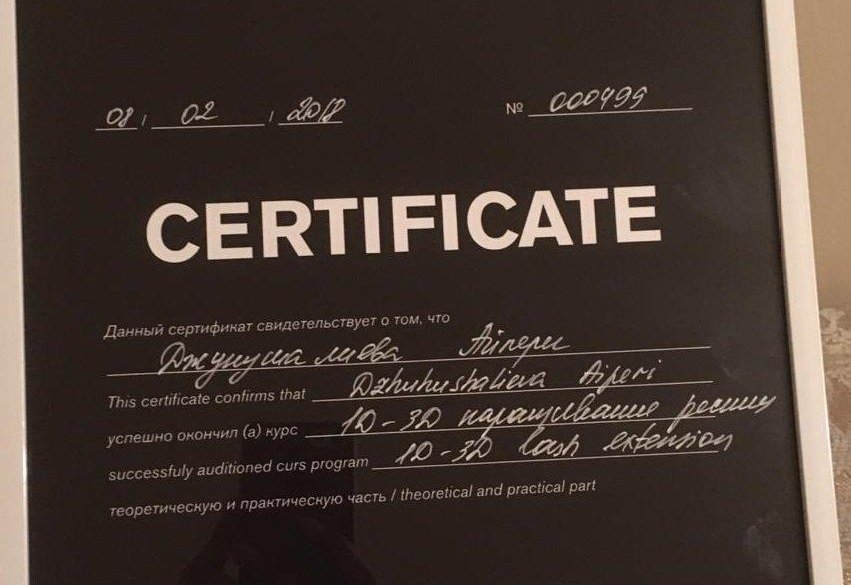 08 / 02 / 2018 № 000499
CERTIFICATE
Данный сертификат свидетельствует о том, что
Джунушалиева Айпери
This certificate confirms that Dzhunushalieva Aiperi
успешно окончил (а) курс 1D-3D наращивание ресниц
successfuly auditioned curs program 1D-3D lash extension
теоретическую и практическую часть / theoretical and practical part